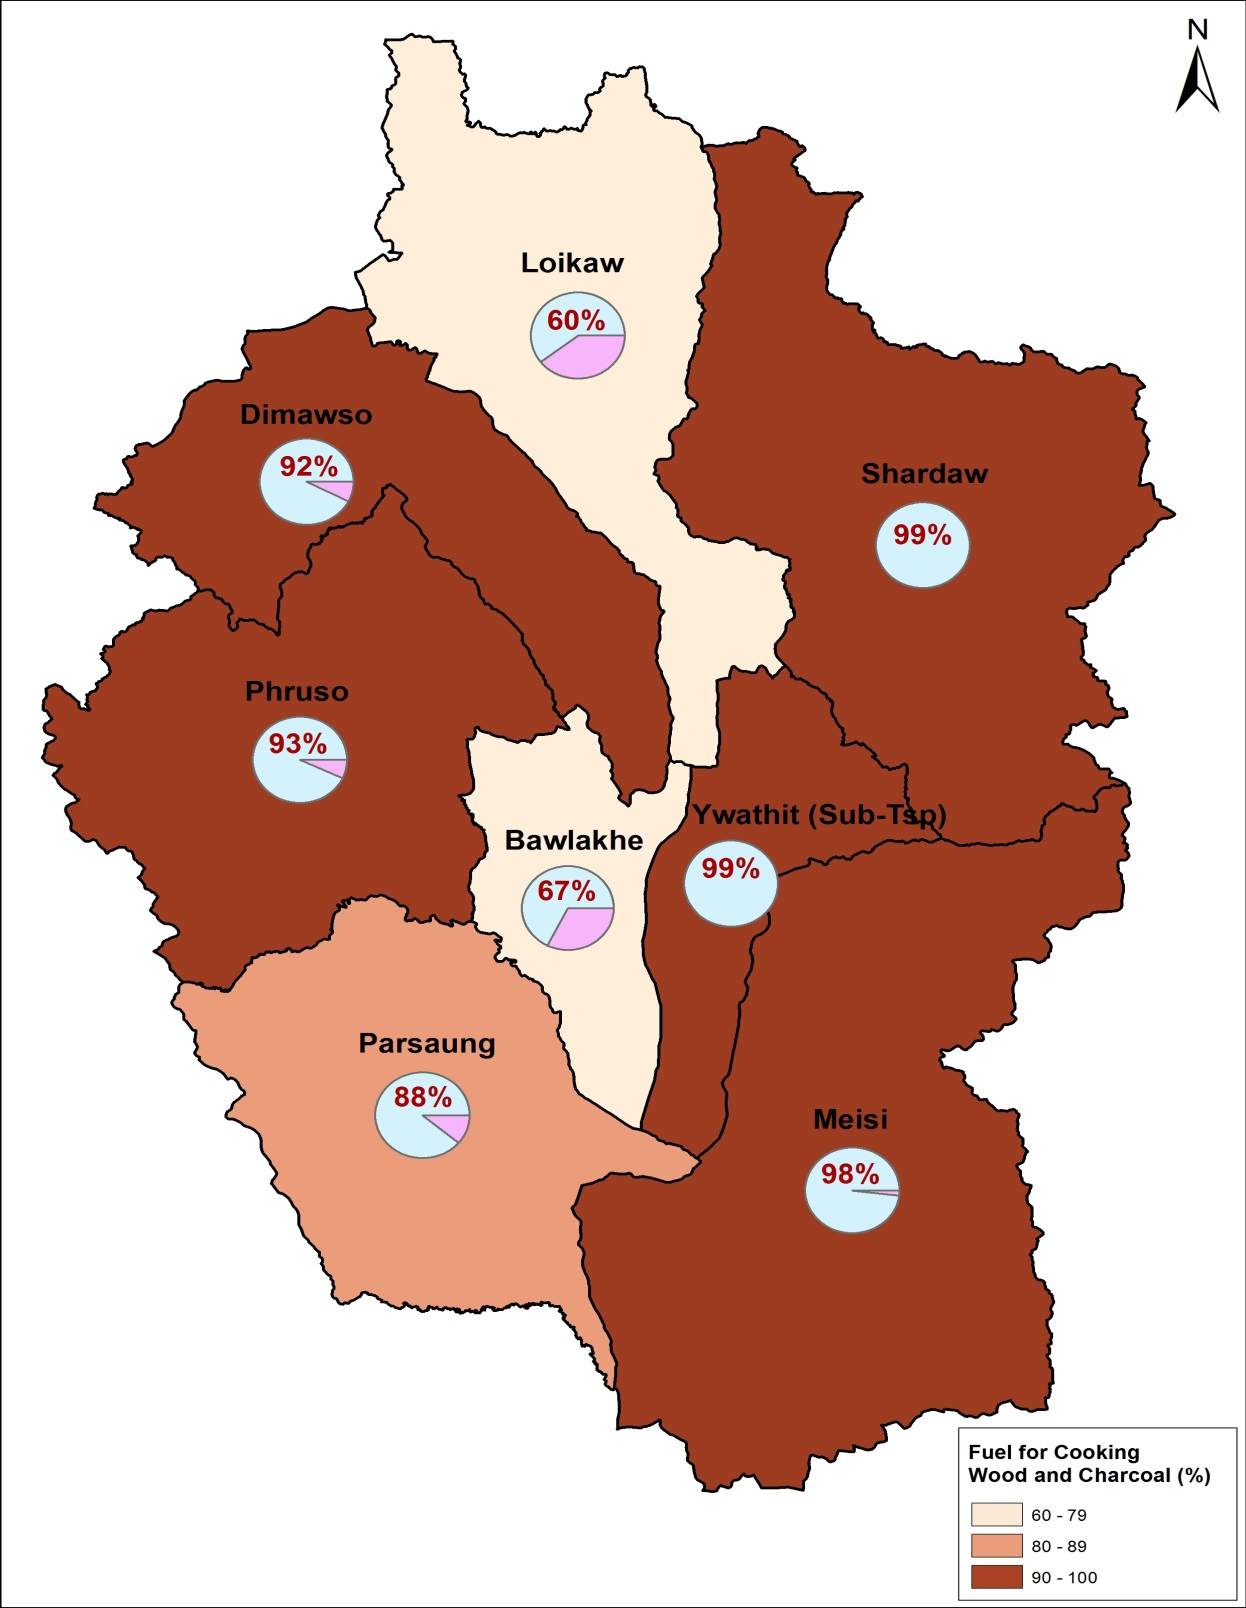 N
Loikaw
60%
Dimawso
92%
Shardaw
99%
Phruso
93%
Ywathit (Sub-Tsp)
99%
Bawlakhe
67%
Parsaung
88%
Meisi
98%
Fuel for Cooking
Wood and Charcoal (%)
60 - 79
80 - 89
90 - 100